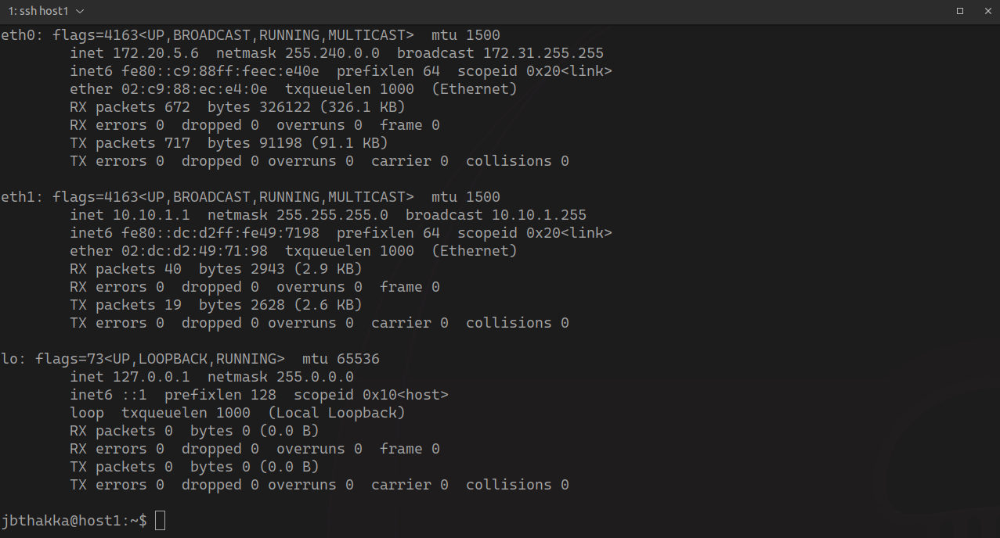 1: ssh host1
eth0: flags=4163<UP,BROADCAST,RUNNING,MULTICAST>  mtu 1500
        inet 172.20.5.6  netmask 255.240.0.0  broadcast 172.31.255.255
        inet6 fe80::c9:88ff:feec:e40e  prefixlen 64  scopeid 0x20<link>
        ether 02:c9:88:ec:e4:0e  txqueuelen 1000  (Ethernet)
        RX packets 672  bytes 326122 (326.1 KB)
        RX errors 0  dropped 0  overruns 0  frame 0
        TX packets 717  bytes 91198 (91.1 KB)
        TX errors 0  dropped 0 overruns 0  carrier 0  collisions 0

eth1: flags=4163<UP,BROADCAST,RUNNING,MULTICAST>  mtu 1500
        inet 10.10.1.1  netmask 255.255.255.0  broadcast 10.10.1.255
        inet6 fe80::dc:d2ff:fe49:7198  prefixlen 64  scopeid 0x20<link>
        ether 02:dc:d2:49:71:98  txqueuelen 1000  (Ethernet)
        RX packets 40  bytes 2943 (2.9 KB)
        RX errors 0  dropped 0  overruns 0  frame 0
        TX packets 19  bytes 2628 (2.6 KB)
        TX errors 0  dropped 0 overruns 0  carrier 0  collisions 0

lo: flags=73<UP,LOOPBACK,RUNNING>  mtu 65536
        inet 127.0.0.1  netmask 255.0.0.0
        inet6 ::1  prefixlen 128  scopeid 0x10<host>
        loop  txqueuelen 1000  (Local Loopback)
        RX packets 0  bytes 0 (0.0 B)
        RX errors 0  dropped 0  overruns 0  frame 0
        TX packets 0  bytes 0 (0.0 B)
        TX errors 0  dropped 0 overruns 0  carrier 0  collisions 0

jbthakka@host1:~$